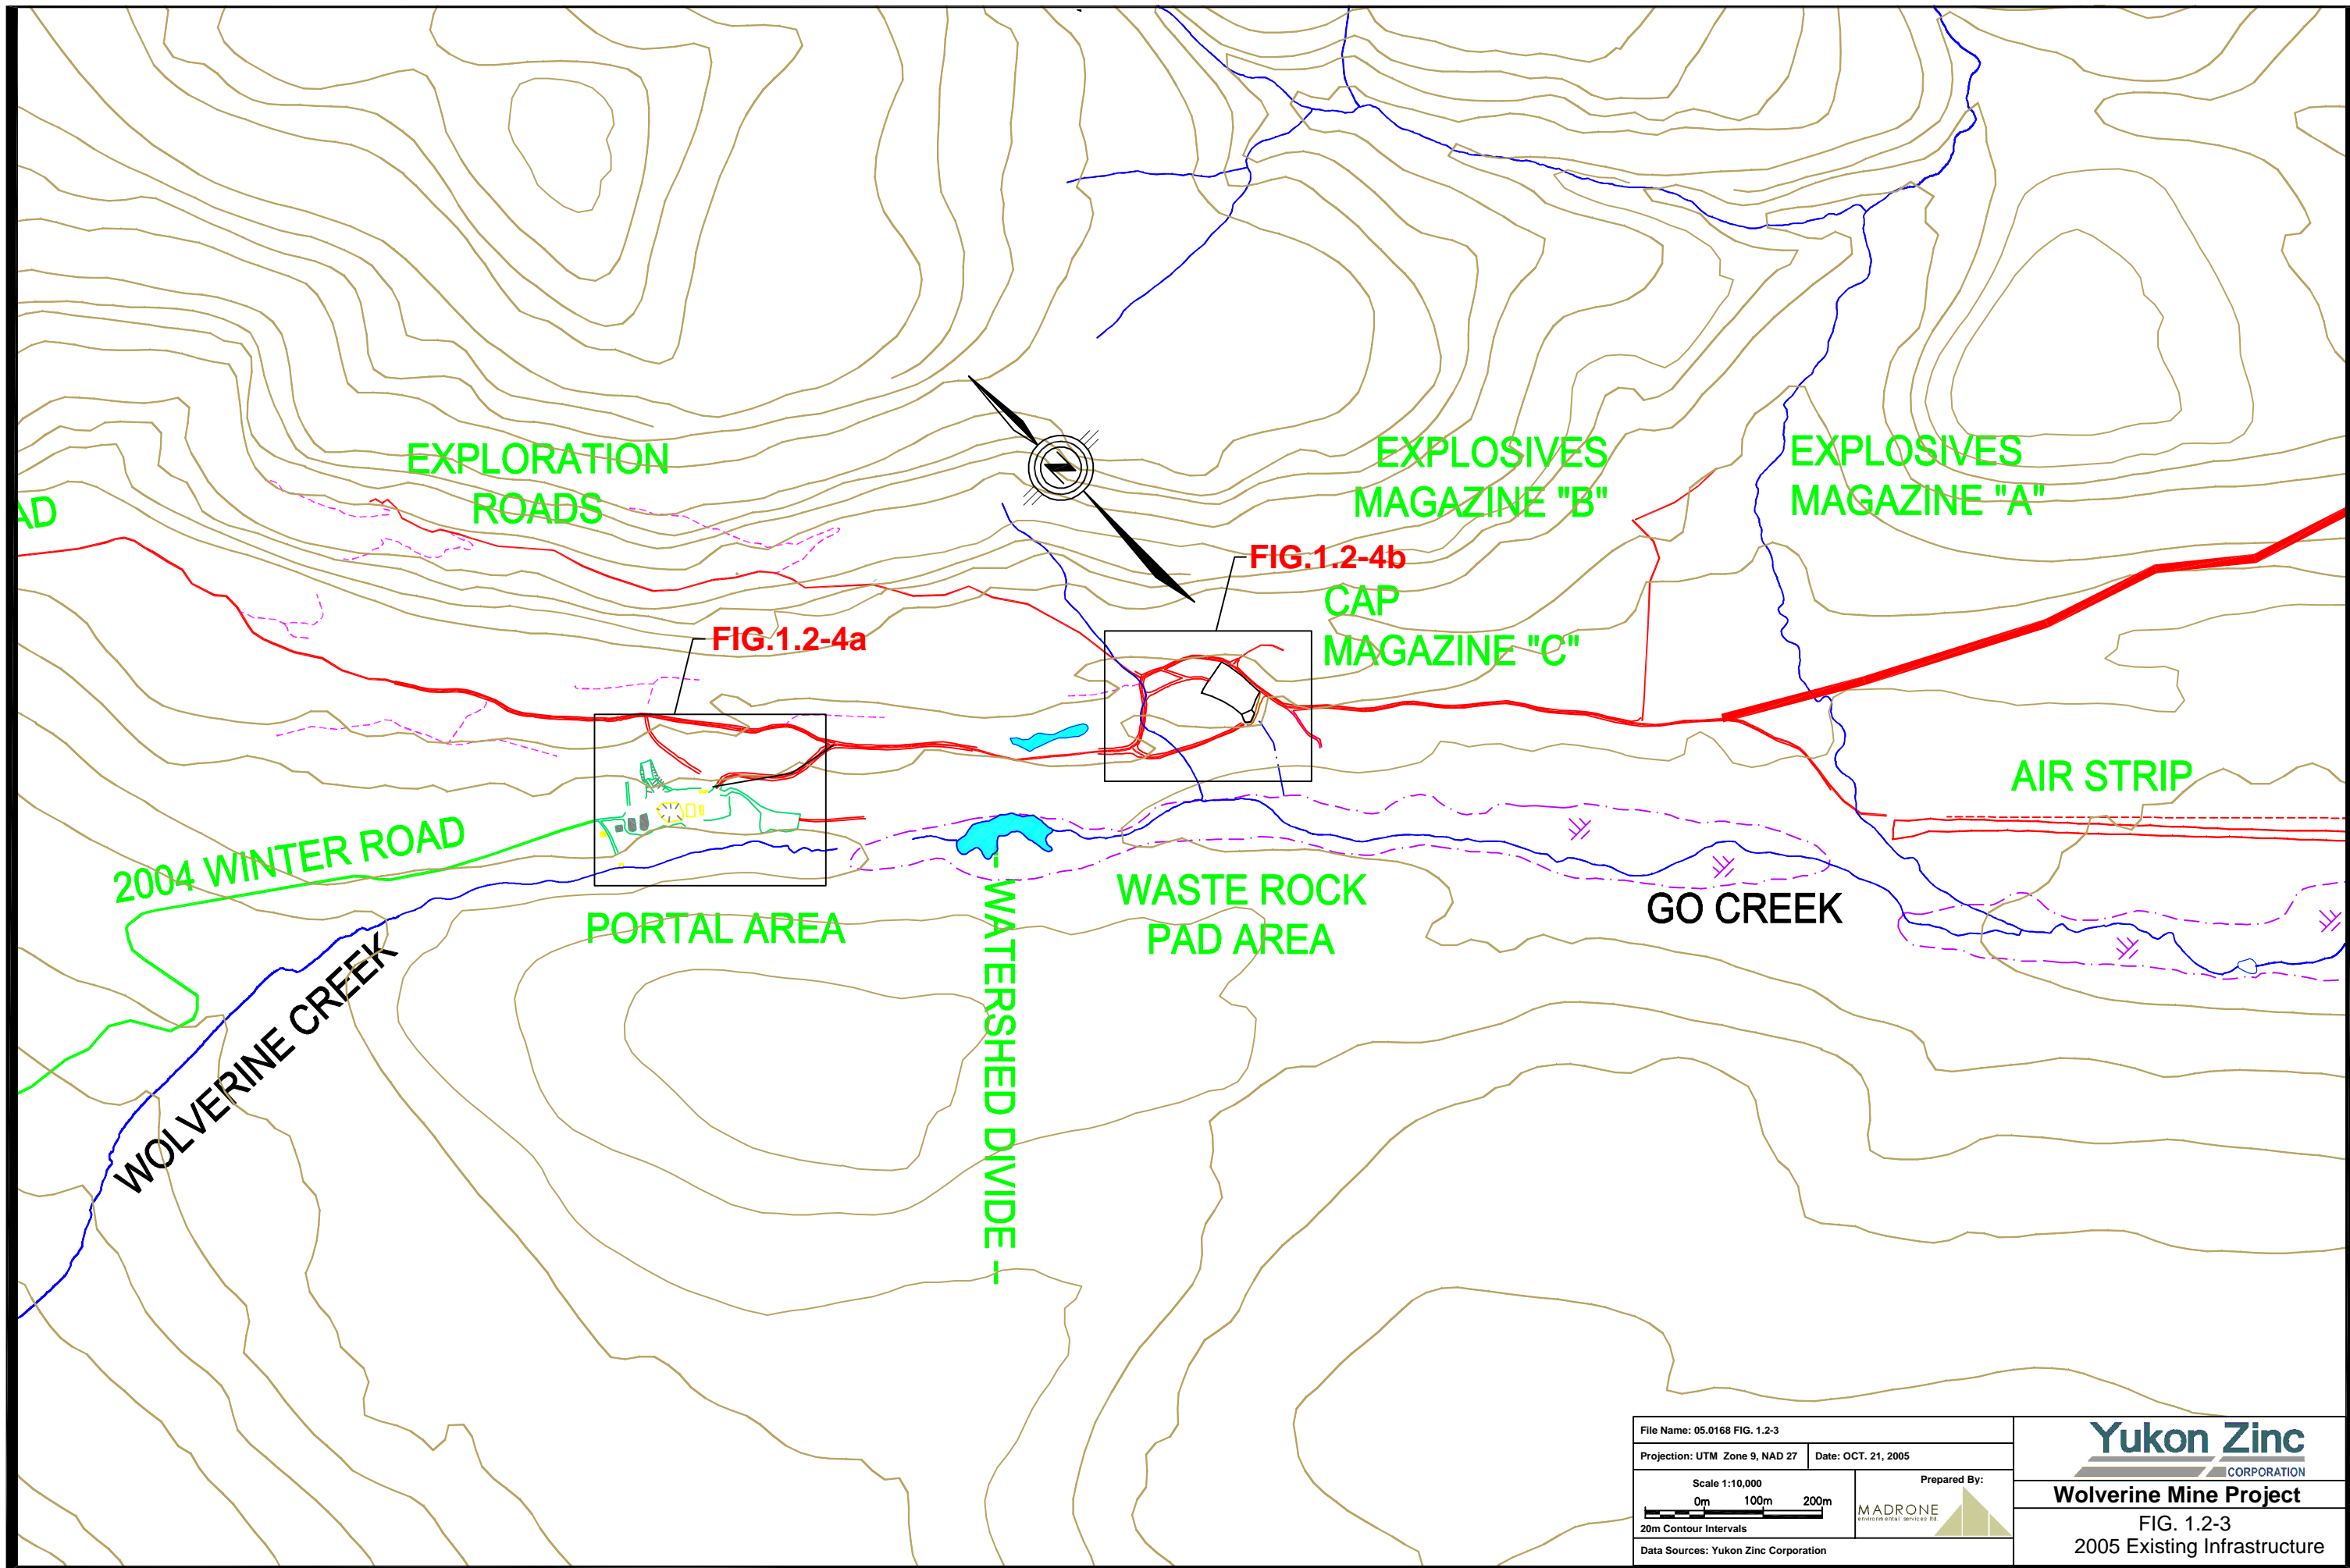 EXPLORATION
ROADS
AD
EXPLOSIVES
MAGAZINE "B"
EXPLOSIVES
MAGAZINE "A"
N
FIG.1.2-4b
CAP
MAGAZINE "C"
FIG.1.2-4a
AIR STRIP
2004 WINTER ROAD
PORTAL AREA
WASTE ROCK
PAD AREA
GO CREEK
WOLVERINE CREEK
-- WATERSHED DIVIDE --
File Name: 05.0168 FIG. 1.2-3
Projection: UTM Zone 9, NAD 27
Date: OCT. 21, 2005
Scale 1:10,000
0m 100m 200m
20m Contour Intervals
Prepared By:
MADRONE
environmental services ltd.
Data Sources: Yukon Zinc Corporation
Yukon Zinc
CORPORATION
Wolverine Mine Project
FIG. 1.2-3
2005 Existing Infrastructure